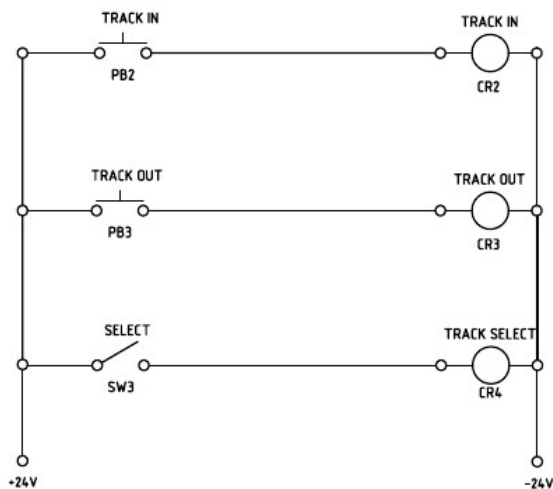 TRACK IN
TRACK IN
PB2
CR2
TRACK OUT
TRACK OUT
PB3
CR3
SELECT
TRACK SELECT
SW3
CR4
+24V
-24V